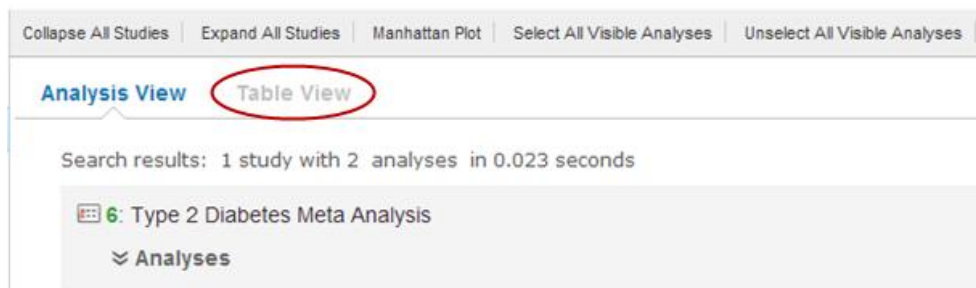 Collapse All Studies Expand All Studies Manhattan Plot Select All Visible Analyses Unselect All Visible Analyses
Analysis View Table View
Search results: 1 study with 2 analyses in 0.023 seconds
6: Type 2 Diabetes Meta Analysis
Analyses